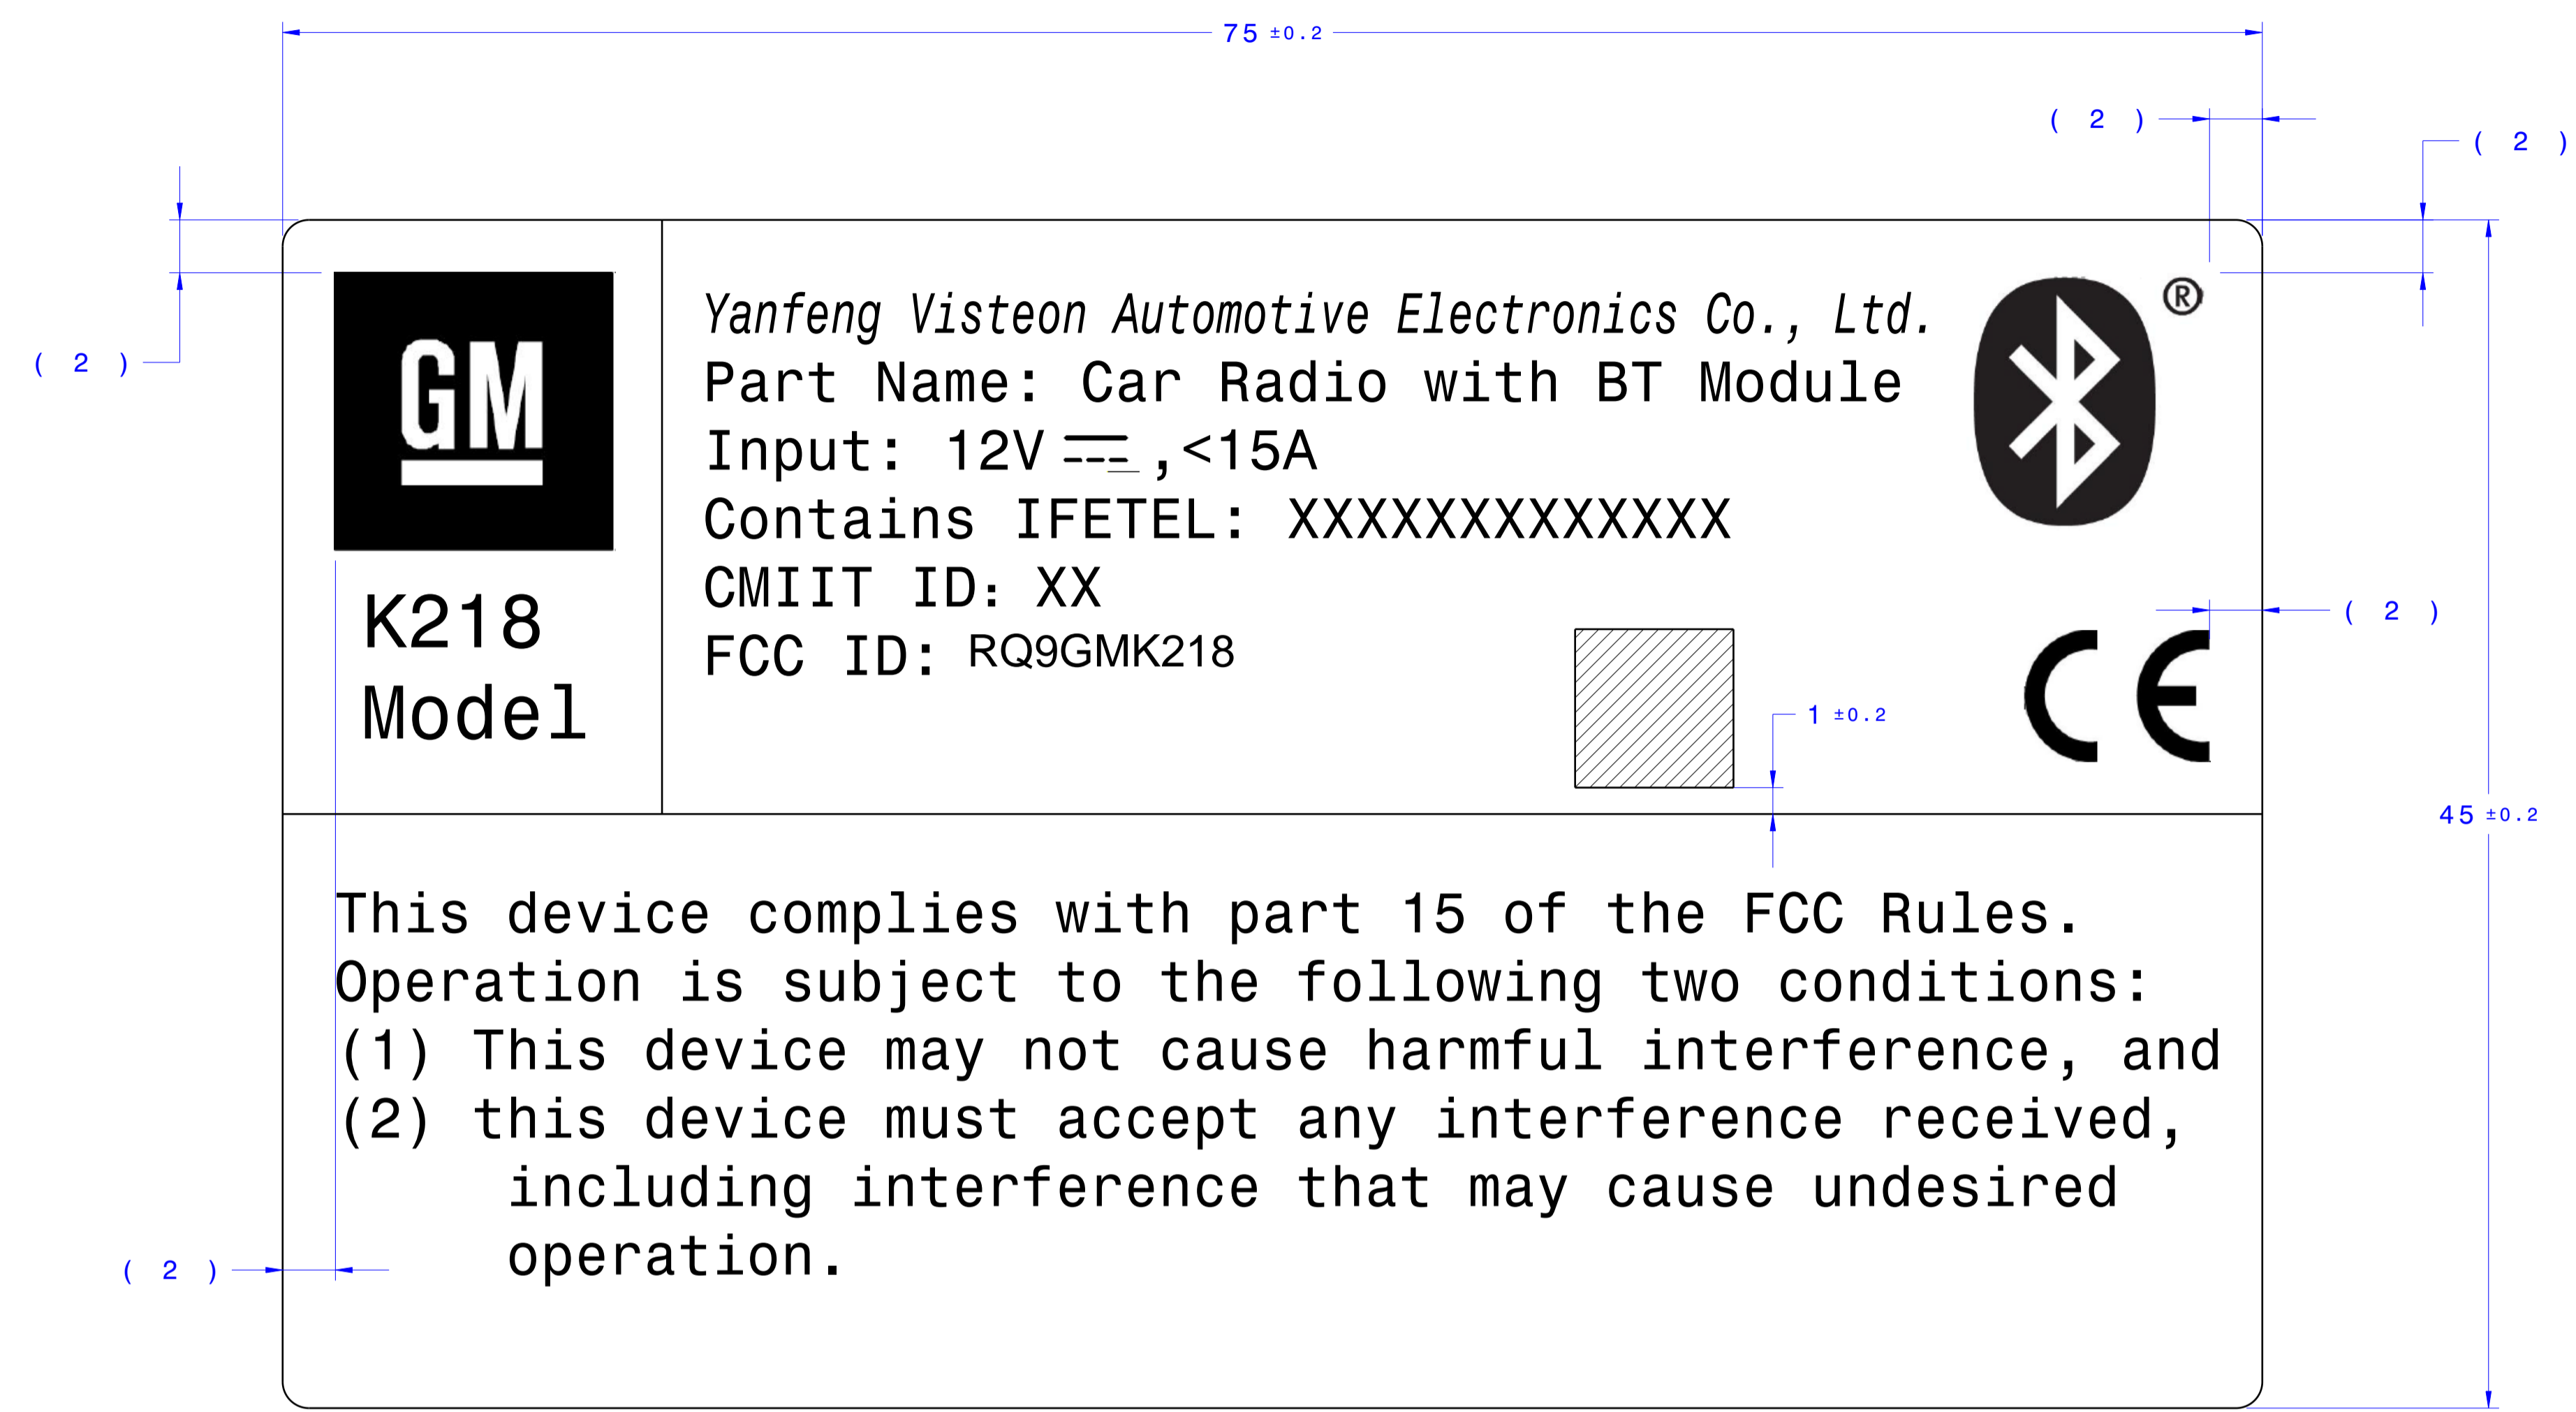 75 ±0.2
( 2 )
( 2 )
( 2 )
GM
K218
Model
Yanfeng Visteon Automotive Electronics Co., Ltd.
®
Part Name: Car Radio with BT Module
Input: 12V ⎓ ,<15A
Contains IFETEL: XXXXXXXXXXXXX
CMIIT ID: XX
FCC ID: RQ9GMK218
( 2 )
1 ±0.2
CE
45 ±0.2
This device complies with part 15 of the FCC Rules.
Operation is subject to the following two conditions:
(1) This device may not cause harmful interference, and
(2) this device must accept any interference received,
including interference that may cause undesired
operation.
( 2 )